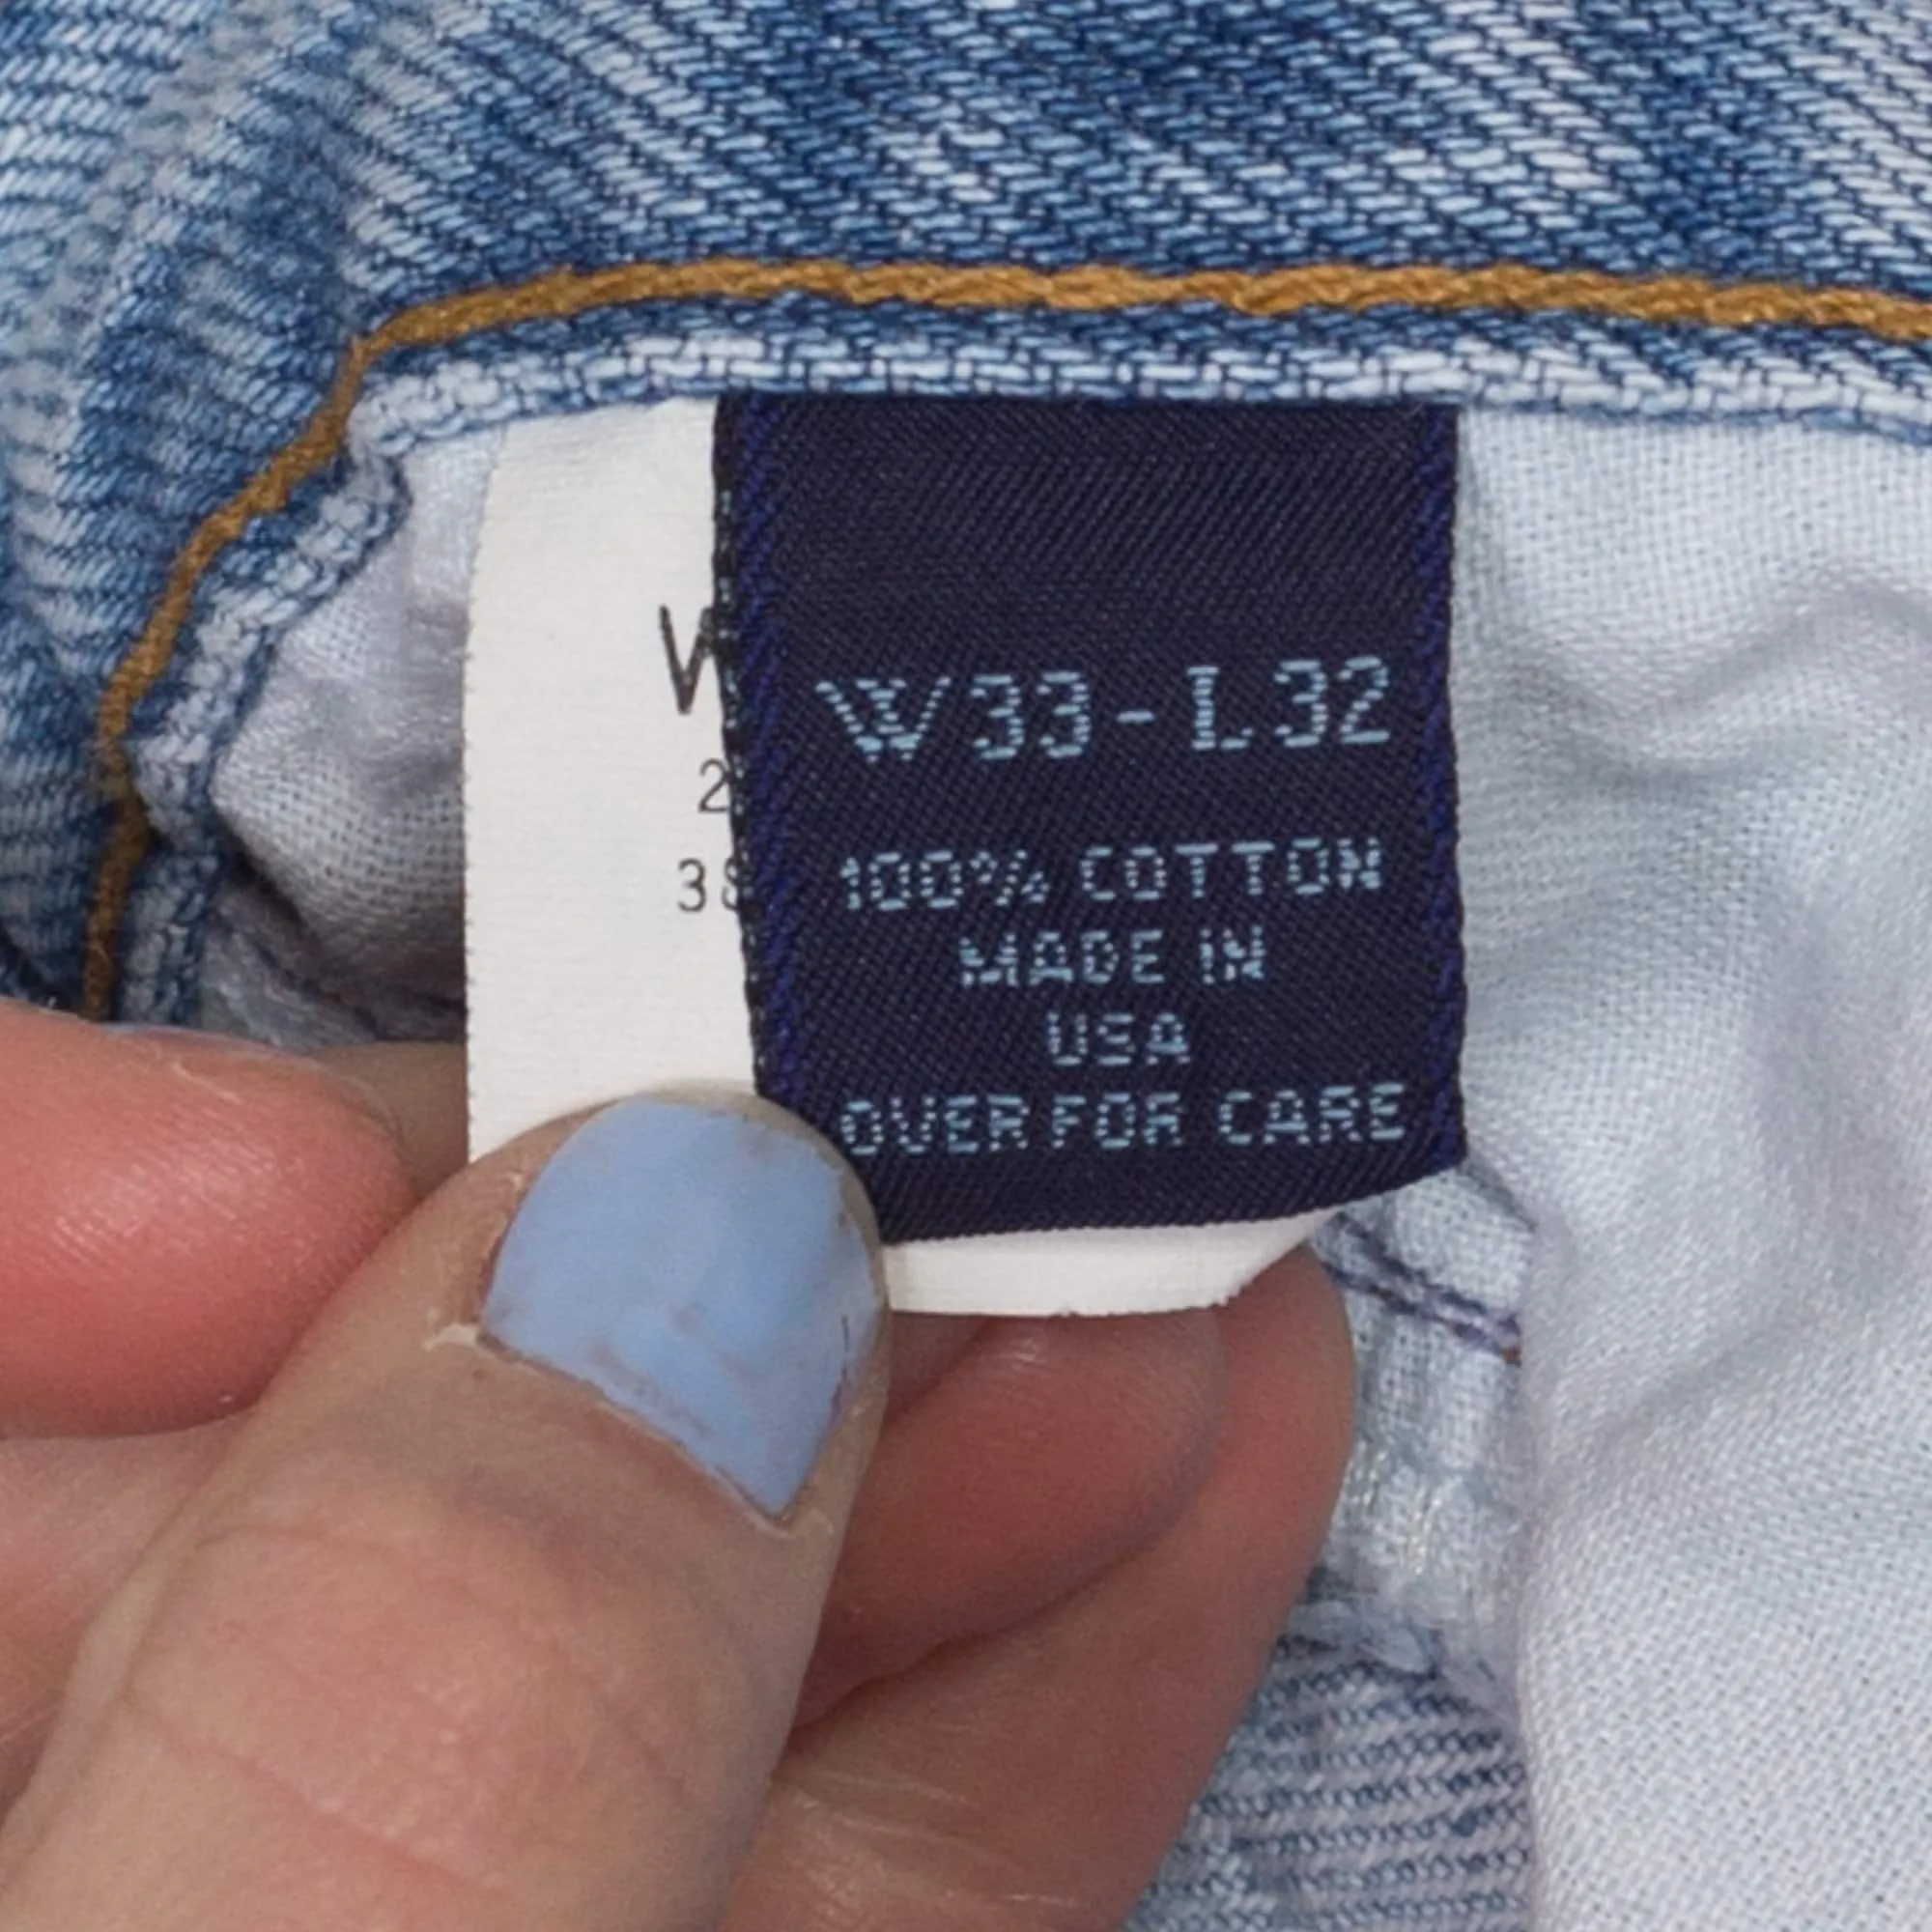 W33-L32
100% COTTON
MADE IN
USA
OVER FOR CARE